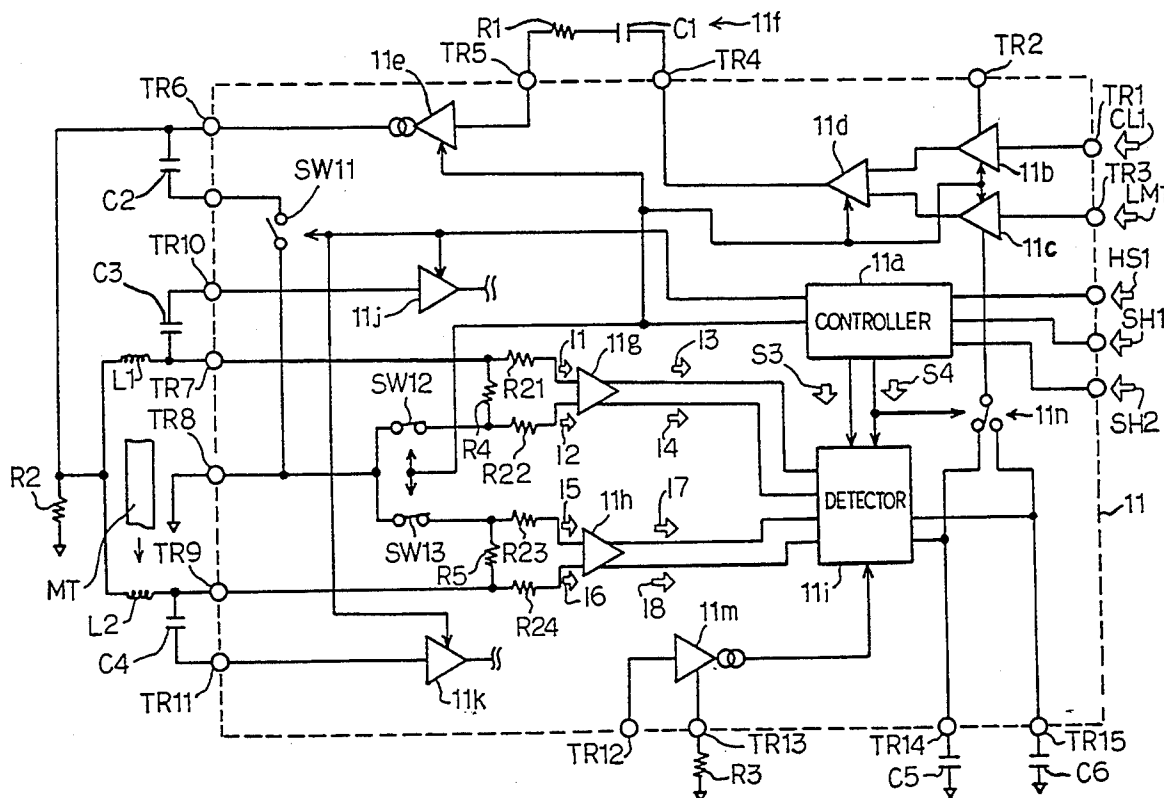 R1
C1
11f
TR5
TR4
TR2
11e
TR6
TR1
CL1
11d
11b
C2
SW11
TR3
LMT
11c
TR10
HS1
11a
C3
CONTROLLER
11j
SH1
I1
11g
I3
L1
TR7
R21
S3
S4
SW12
SH2
R4
11n
TR8
I2
I4
R22
R2
I5
11h
I7
DETECTOR
11
SW13
R23
TR9
R5
MT
I6
I8
11i
L2
R24
11m
C4
TR11
11k
TR12
TR13
TR14
TR15
R3
C5
C6